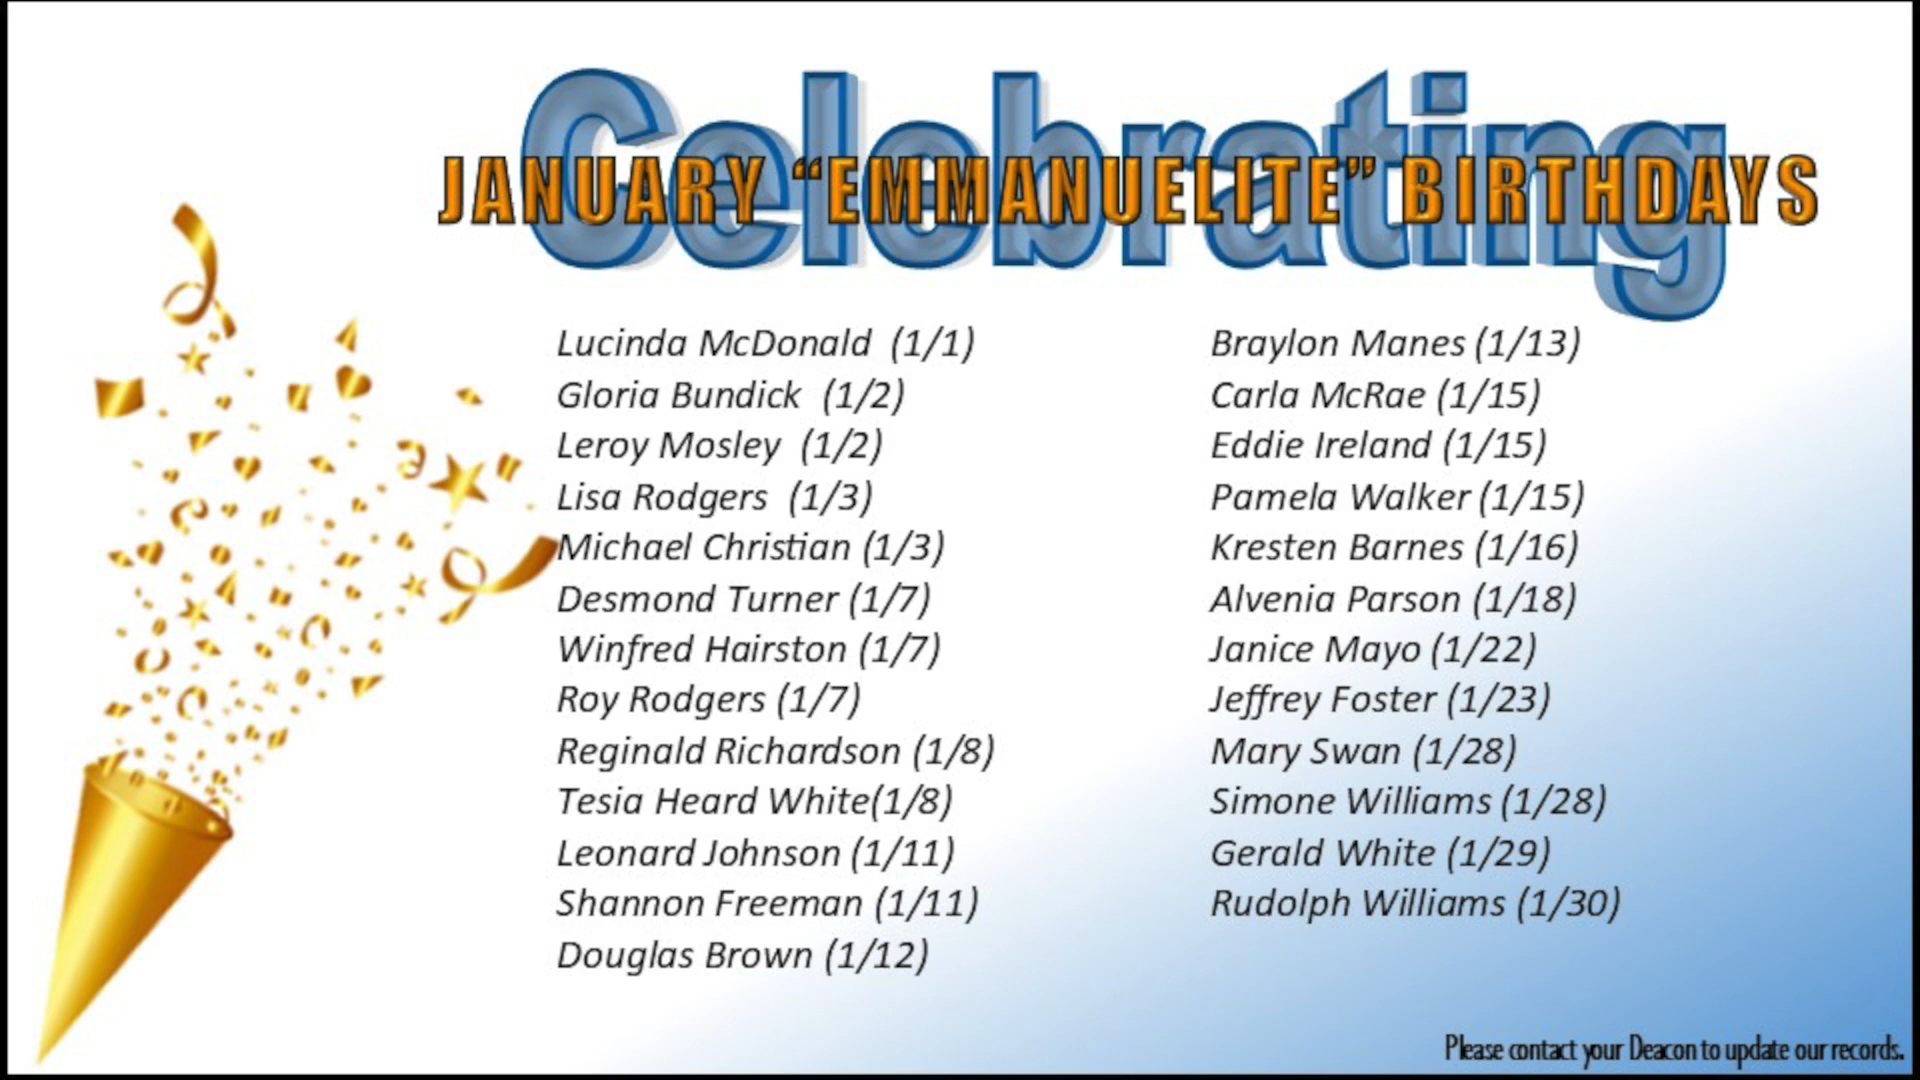 Celebrating
JANUARY “EMMANUELITE” BIRTHDAYS
Lucinda McDonald (1/1)
Gloria Bundick (1/2)
Leroy Mosley (1/2)
Lisa Rodgers (1/3)
Michael Christian (1/3)
Desmond Turner (1/7)
Winfred Hairston (1/7)
Roy Rodgers (1/7)
Reginald Richardson (1/8)
Tesia Heard White(1/8)
Leonard Johnson (1/11)
Shannon Freeman (1/11)
Douglas Brown (1/12)
Braylon Manes (1/13)
Carla McRae (1/15)
Eddie Ireland (1/15)
Pamela Walker (1/15)
Kresten Barnes (1/16)
Alvenia Parson (1/18)
Janice Mayo (1/22)
Jeffrey Foster (1/23)
Mary Swan (1/28)
Simone Williams (1/28)
Gerald White (1/29)
Rudolph Williams (1/30)
Please contact your Deacon to update our records.